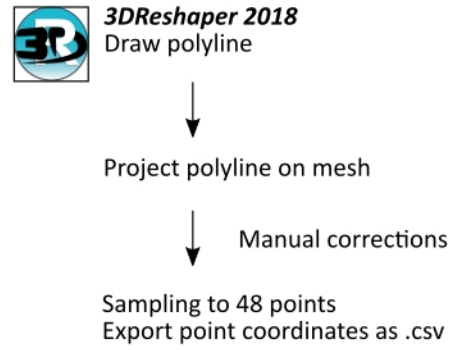 3DR
3DReshaper 2018
Draw polyline
Project polyline on mesh
Manual corrections
Sampling to 48 points
Export point coordinates as .csv